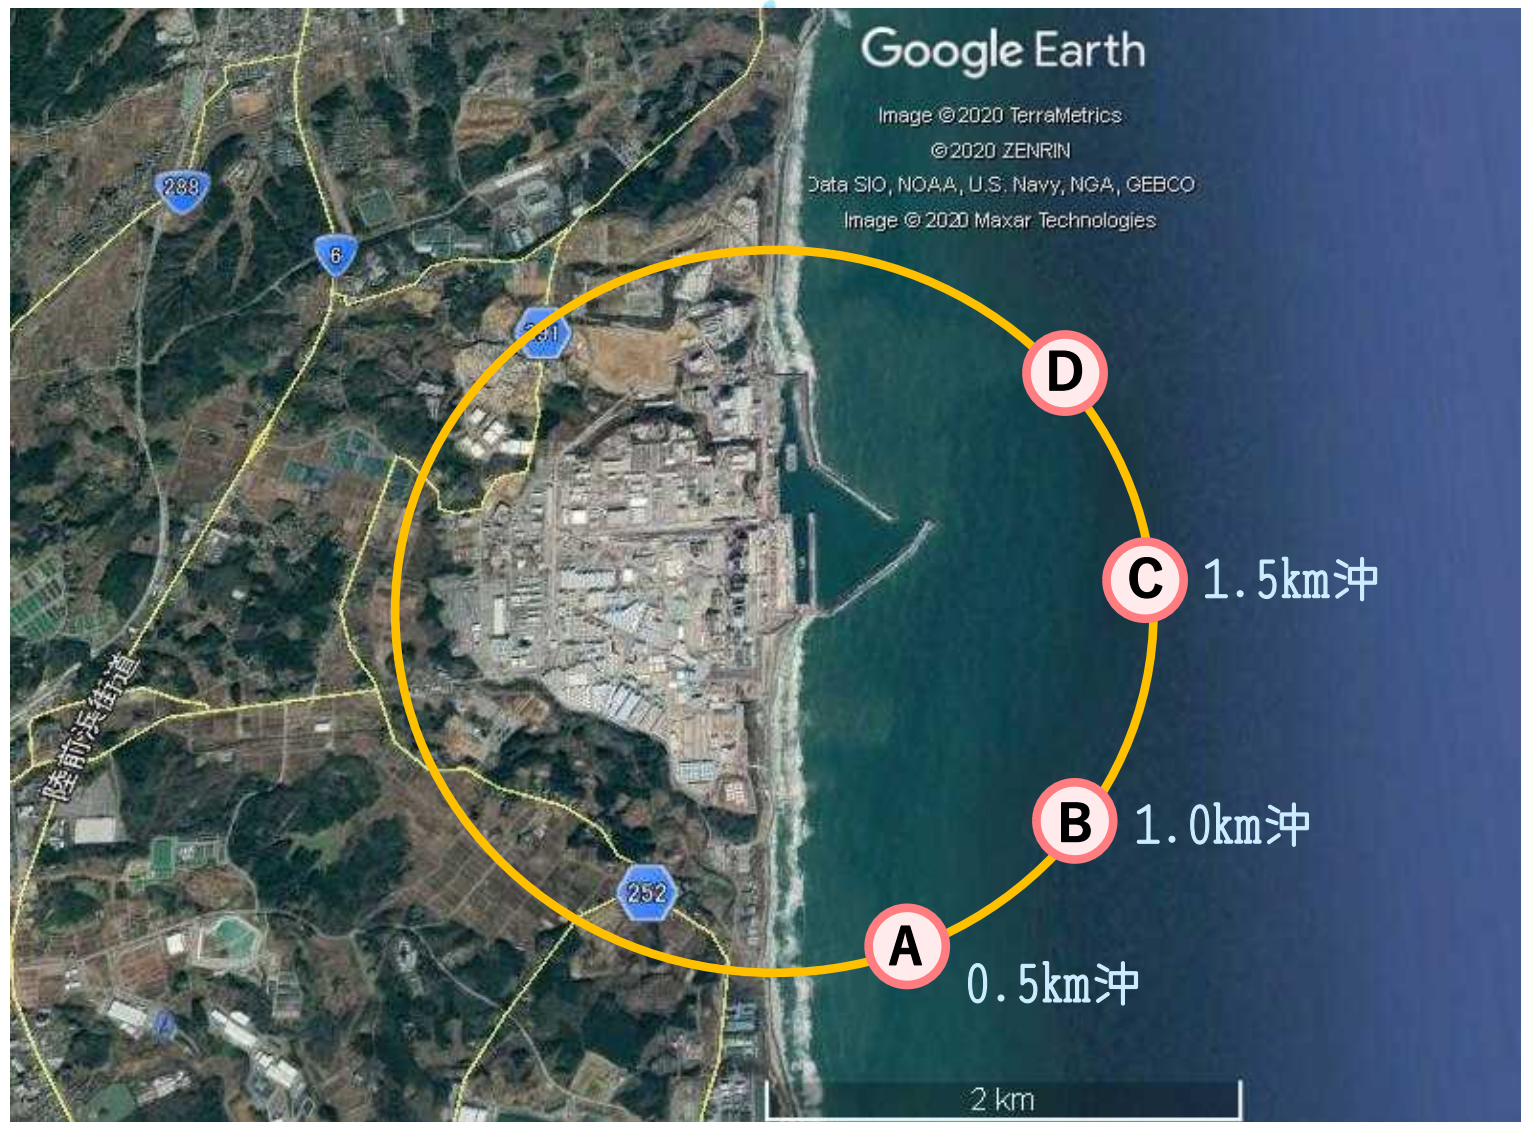 Google Earth
Image © 2020 TerraMetrics
© 2020 ZENRIN
Data SIO, NOAA, U.S. Navy, NGA, GEBCO
Image © 2020 Maxar Technologies
288
6
391
D
C
1.5km沖
陸前浜街道
B
1.0km沖
252
A
0.5km沖
2 km